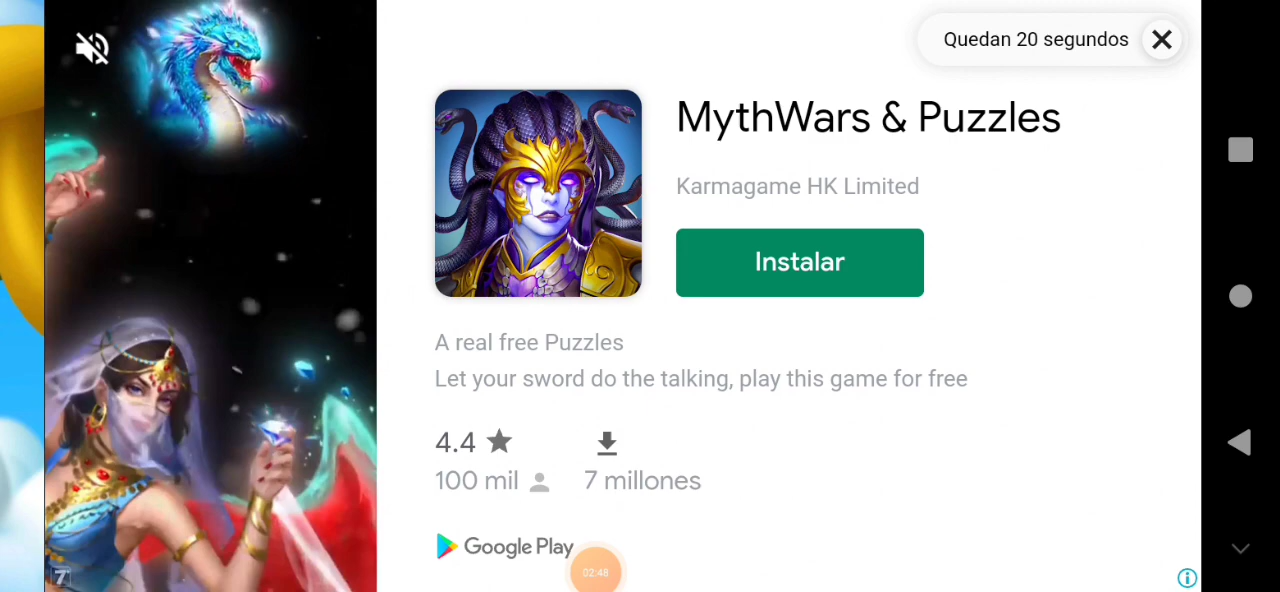 Quedan 20 segundos
MythWars & Puzzles
Karmagame HK Limited
Instalar
A real free Puzzles
Let your sword do the talking, play this game for free
4.4
100 mil
7 millones
Google Play
02:48
7